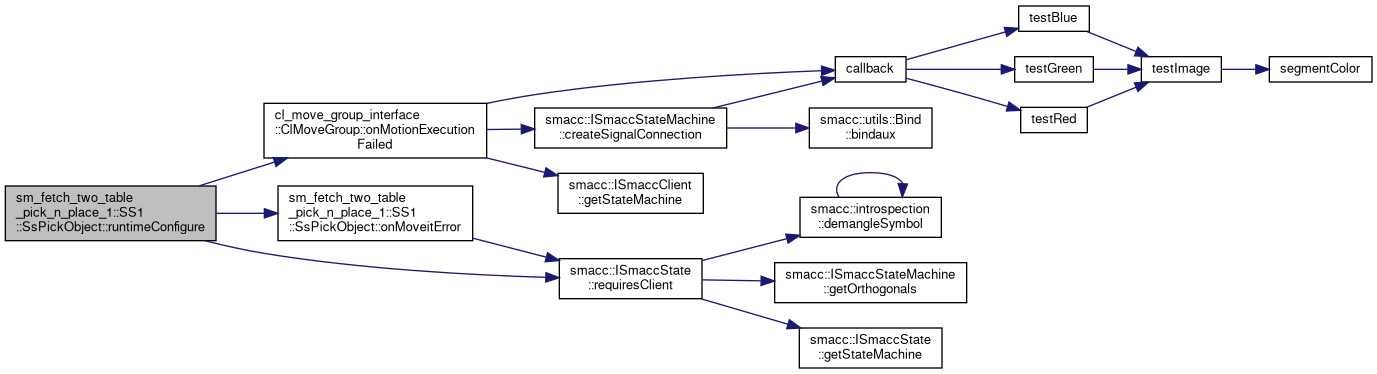 sm_fetch_two_table
_pick_n_place_1::SS1
::SsPickObject::runtimeConfigure
cl_move_group_interface
::ClMoveGroup::onMotionExecution
Failed
sm_fetch_two_table
_pick_n_place_1::SS1
::SsPickObject::onMoveitError
smacc::ISmaccStateMachine
::createSignalConnection
smacc::ISmaccClient
::getStateMachine
smacc::ISmaccState
::requiresClient
callback
smacc::utils::Bind
::bindaux
smacc::introspection
::demangleSymbol
smacc::ISmaccStateMachine
::getOrthogonals
smacc::ISmaccState
::getStateMachine
testBlue
testGreen
testRed
testImage
segmentColor